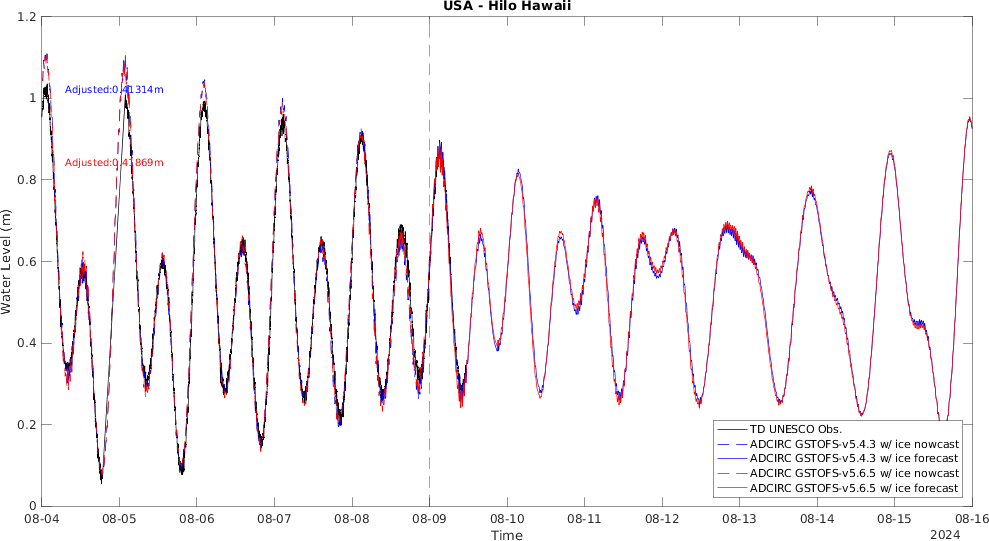 USA - Hilo Hawaii
1.2
1
0.8
0.6
0.4
0.2
0
Water Level (m)
Adjusted:0.41314m
Adjusted:0.41869m
TD UNESCO Obs.
ADCIRC GSTOFS-v5.4.3 w/ ice nowcast
ADCIRC GSTOFS-v5.4.3 w/ ice forecast
ADCIRC GSTOFS-v5.6.5 w/ ice nowcast
ADCIRC GSTOFS-v5.6.5 w/ ice forecast
08-04 08-05 08-06 08-07 08-08 08-09 08-10 08-11 08-12 08-13 08-14 08-15 08-16
Time
2024